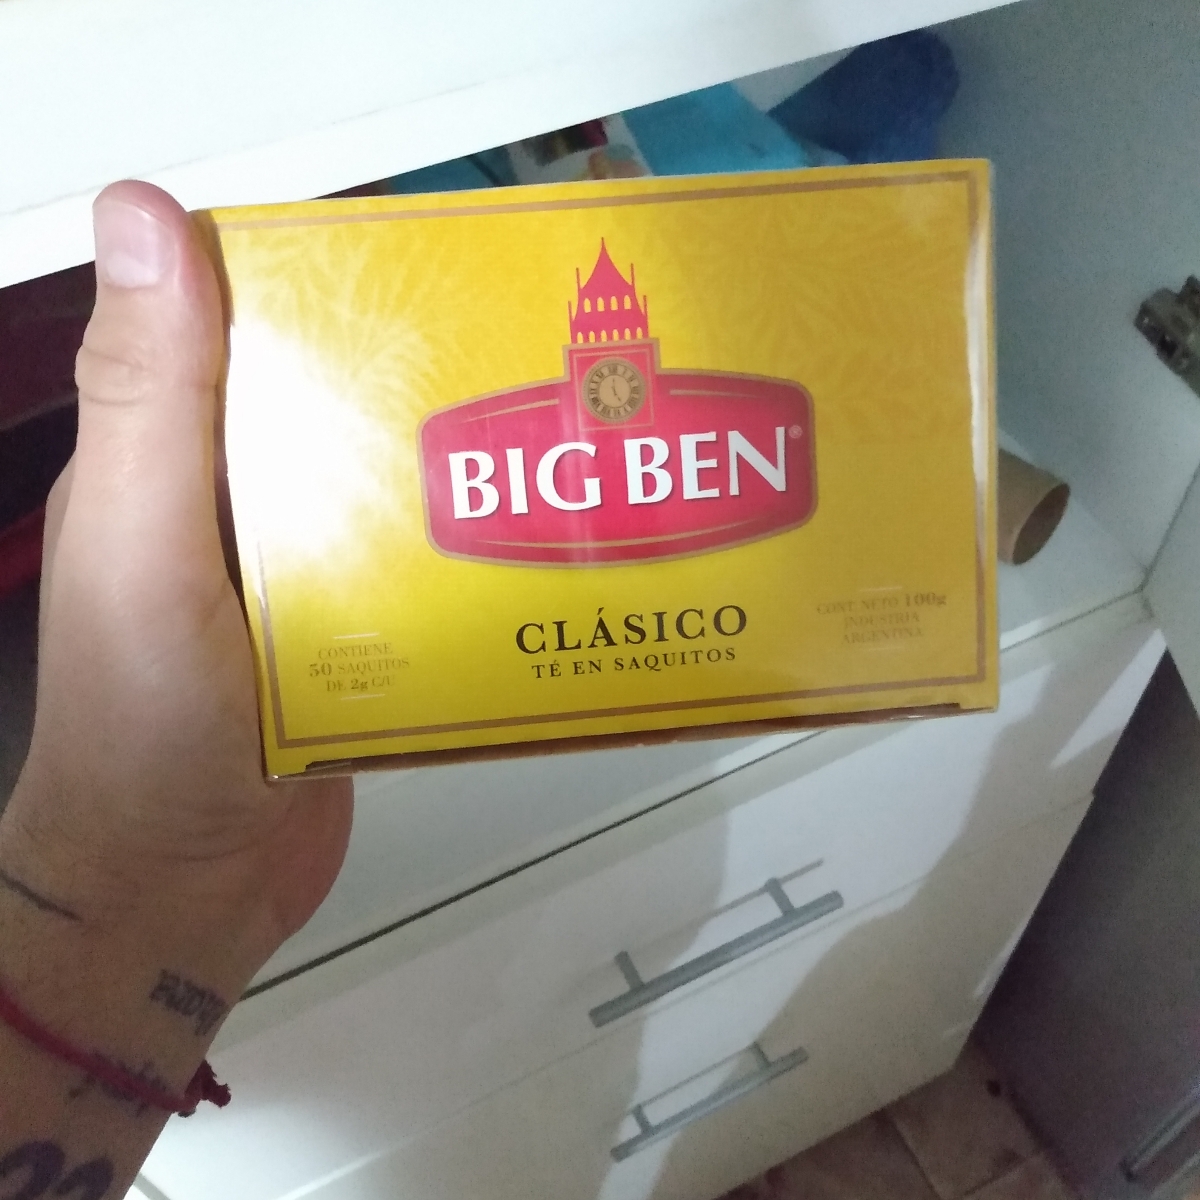 BIG BEN®
CLÁSICO
TÉ EN SAQUITOS
CONTIENE
50 SAQUITOS
DE 2g C/U
CONT. NETO 100g
INDUSTRIA
ARGENTINA